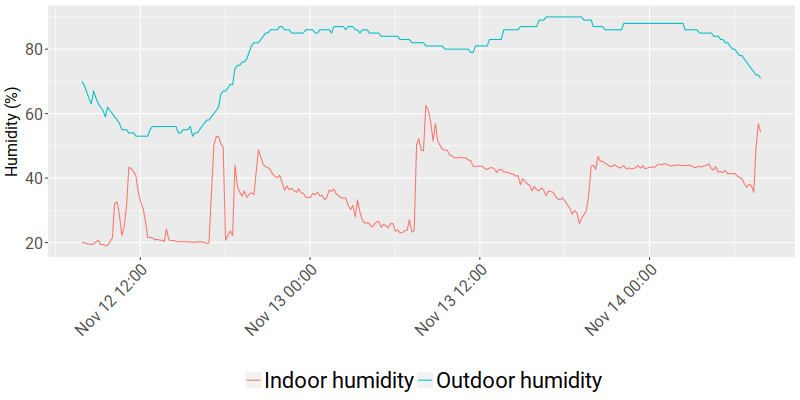 Humidity (%)
80
60
40
20
Nov 12 12:00
Nov 13 00:00
Nov 13 12:00
Nov 14 00:00
Indoor humidity
Outdoor humidity